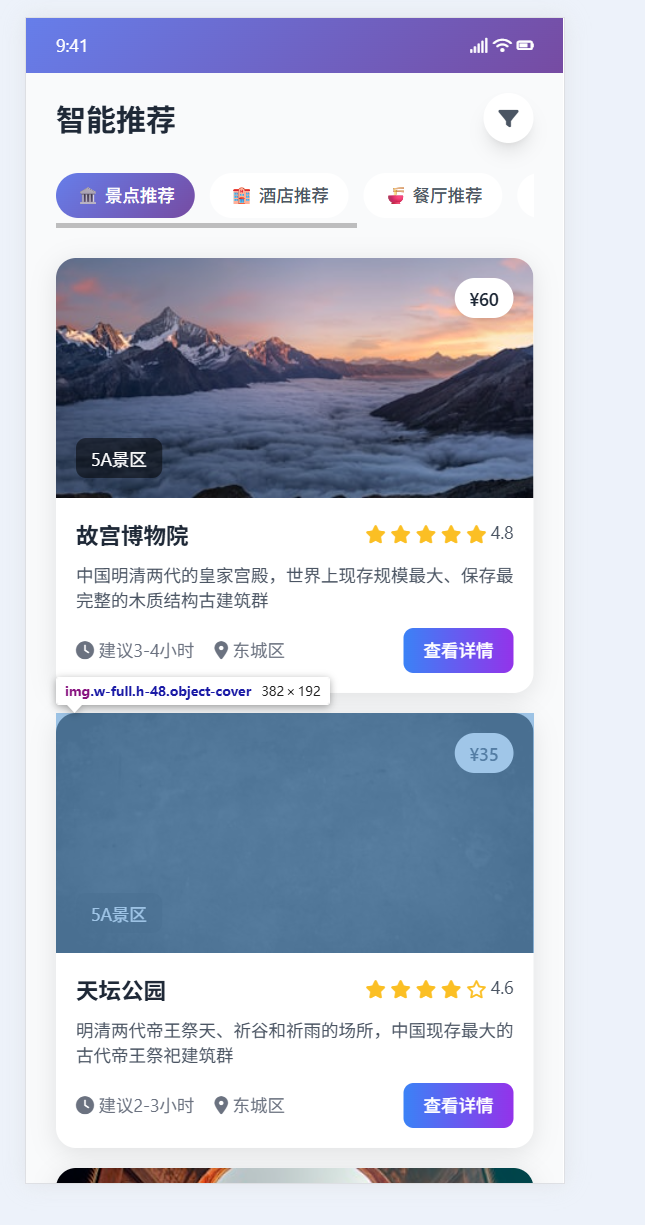 9:41
智能推荐
景点推荐
酒店推荐
餐厅推荐
¥60
5A景区
故宫博物院
4.8
中国明清两代的皇家宫殿，世界上现存规模最大、保存最
完整的木质结构古建筑群
建议3-4小时
东城区
查看详情
img.w-full.h-48.object-cover 382 × 192
¥35
5A景区
天坛公园
4.6
明清两代帝王祭天、祈谷和祈雨的场所，中国现存最大的
古代帝王祭祀建筑群
建议2-3小时
东城区
查看详情